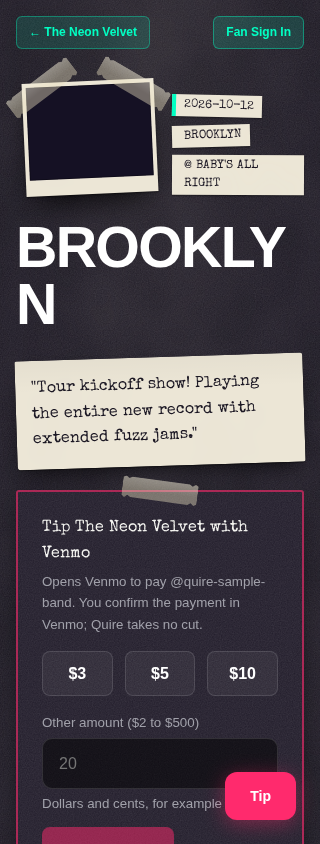 ← The Neon Velvet
Fan Sign In
2026-10-12
BROOKLYN
@ BABY'S ALL
RIGHT
BROOKLY
N
"Tour kickoff show! Playing
the entire new record with
extended fuzz jams."
Tip The Neon Velvet with
Venmo
Opens Venmo to pay @quire-sample-
band. You confirm the payment in
Venmo; Quire takes no cut.
$3
$5
$10
Other amount ($2 to $500)
20
Dollars and cents, for example
Tip